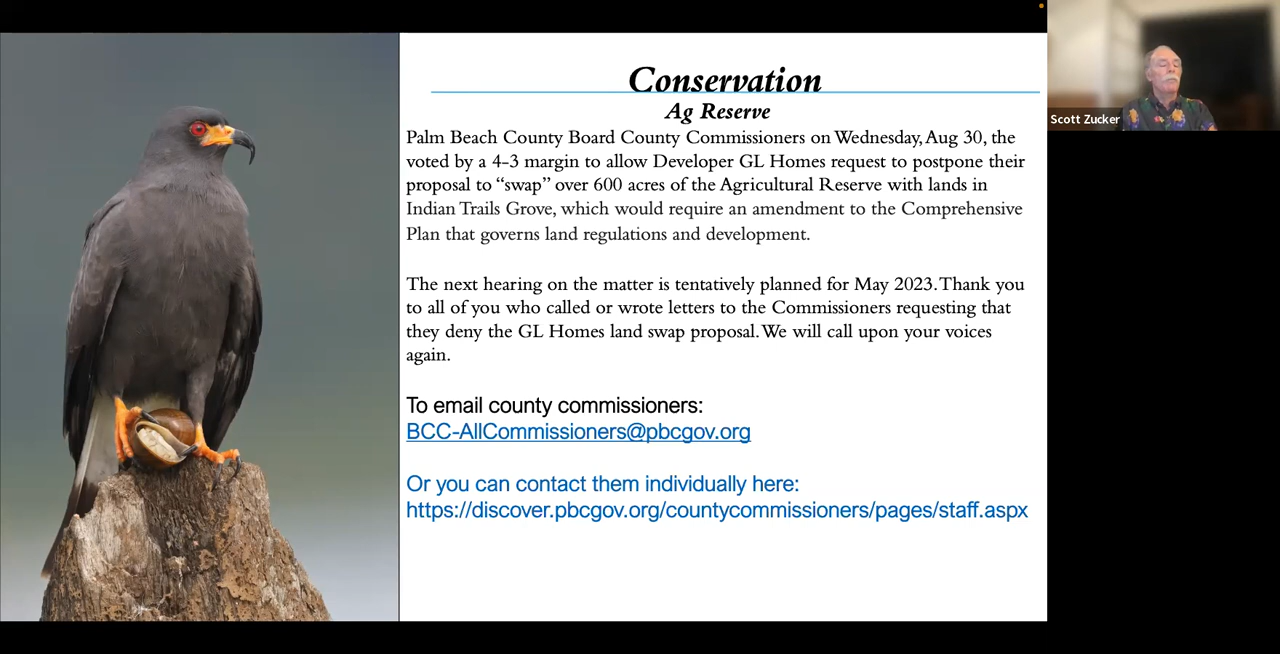 Conservation
Ag Reserve
Palm Beach County Board County Commissioners on Wednesday, Aug 30, the
voted by a 4-3 margin to allow Developer GL Homes request to postpone their
proposal to “swap” over 600 acres of the Agricultural Reserve with lands in
Indian Trails Grove, which would require an amendment to the Comprehensive
Plan that governs land regulations and development.
The next hearing on the matter is tentatively planned for May 2023. Thank you
to all of you who called or wrote letters to the Commissioners requesting that
they deny the GL Homes land swap proposal. We will call upon your voices
again.
To email county commissioners:
BCC-AllCommissioners@pbcgov.org
Or you can contact them individually here:
https://discover.pbcgov.org/countycommissioners/pages/staff.aspx
Scott Zucker